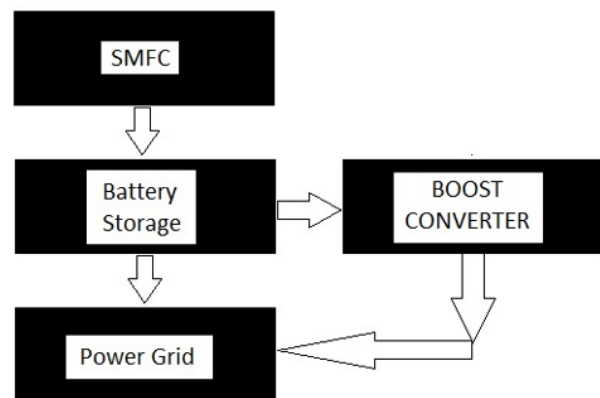 SMFC
Battery
Storage
BOOST
CONVERTER
Power Grid